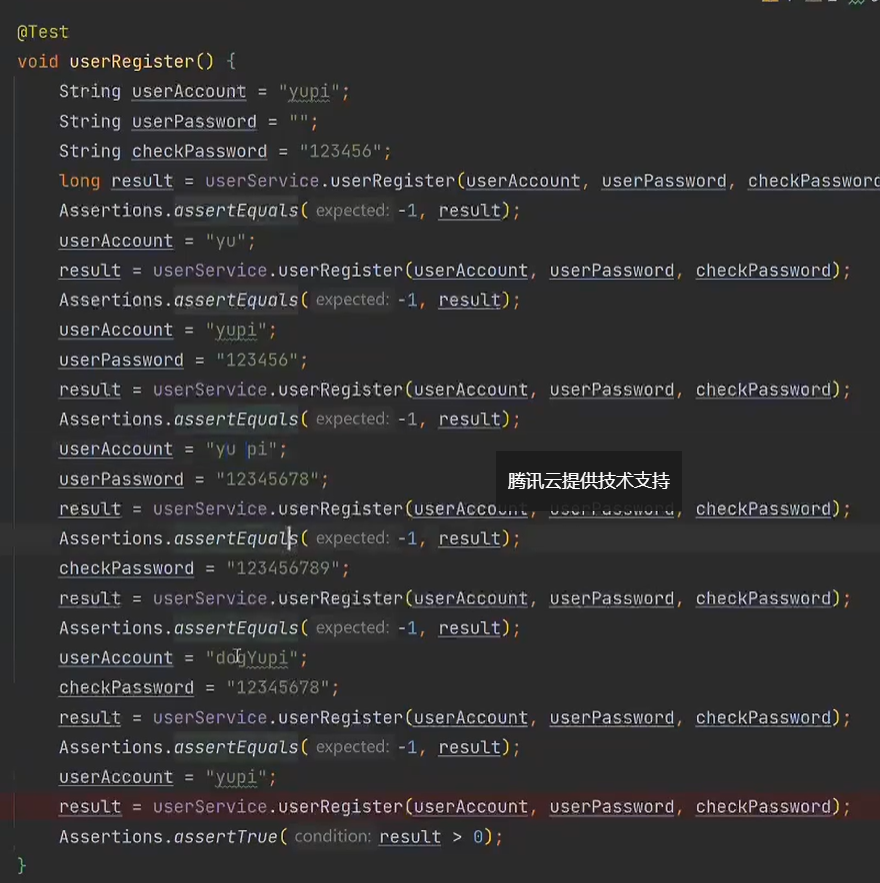 @Test
void userRegister() {
String userAccount = "yupi";
String userPassword = "";
String checkPassword = "123456";
long result = userService.userRegister(userAccount, userPassword, checkPassword
Assertions.assertEquals( expected: -1, result);
userAccount = "yu";
result = userService.userRegister(userAccount, userPassword, checkPassword);
Assertions.assertEquals( expected: -1, result);
userAccount = "yupi";
userPassword = "123456";
result = userService.userRegister(userAccount, userPassword, checkPassword);
Assertions.assertEquals( expected: -1, result);
userAccount = "yu pi";
userPassword = "12345678";
腾讯云提供技术支持
result = userService.userRegister(userAccount, userPassword, checkPassword);
Assertions.assertEquals( expected: -1, result);
checkPassword = "123456789";
result = userService.userRegister(userAccount, userPassword, checkPassword);
Assertions.assertEquals( expected: -1, result);
userAccount = "dogYupi";
checkPassword = "12345678";
result = userService.userRegister(userAccount, userPassword, checkPassword);
Assertions.assertEquals( expected: -1, result);
userAccount = "yupi";
result = userService.userRegister(userAccount, userPassword, checkPassword);
Assertions.assertTrue( condition: result > 0);
}